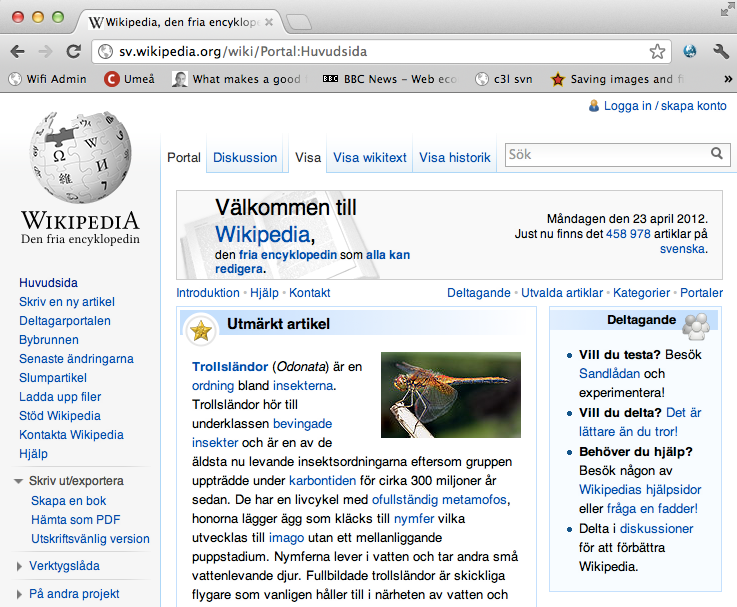 Wikipedia, den fria encyklop
sv.wikipedia.org/wiki/Portal:Huvudsida
Wifi Admin
Umeå
What makes a good
BBC BBC News – Web eco
c3l svn
Saving images and f
»
Logga in / skapa konto
Portal
Diskussion
Visa
Visa wikitext
Visa historik
Sök
WIKIPEDIA
Den fria encyklopedin
Huvudsida
Skriv en ny artikel
Deltagarportalen
Bybrunnen
Senaste ändringarna
Slumpartikel
Ladda upp filer
Stöd Wikipedia
Kontakta Wikipedia
Hjälp
Skriv ut/exportera
Skapa en bok
Hämta som PDF
Utskriftsvänlig version
Verktygslåda
På andra projekt
Välkommen till
Wikipedia,
den fria encyklopedin som alla kan
redigera.
Måndagen den 23 april 2012.
Just nu finns det 458 978 artiklar på
svenska.
Introduktion • Hjälp • Kontakt
Deltagande • Utvalda artiklar • Kategorier • Portaler
Utmärkt artikel
Trollsländor (Odonata) är en
ordning bland insekterna.
Trollsländor hör till
underklassen bevingade
insekter och är en av de
äldsta nu levande insektsordningarna eftersom gruppen
uppträdde under karbontiden för cirka 300 miljoner år
sedan. De har en livcykel med ofullständig metamofos,
honorna lägger ägg som kläcks till nymfer vilka
utvecklas till imago utan ett mellanliggande
puppstadium. Nymferna lever i vatten och tar andra små
vattenlevande djur. Fullbildade trollsländor är skickliga
flygare som vanligen håller till i närheten av vatten och
Deltagande
• Vill du testa? Besök
Sandlådan och
experimentera!
• Vill du delta? Det är
lättare än du tror!
• Behöver du hjälp?
Besök någon av
Wikipedias hjälpsidor
eller fråga en fadder!
• Delta i diskussioner
för att förbättra
Wikipedia.